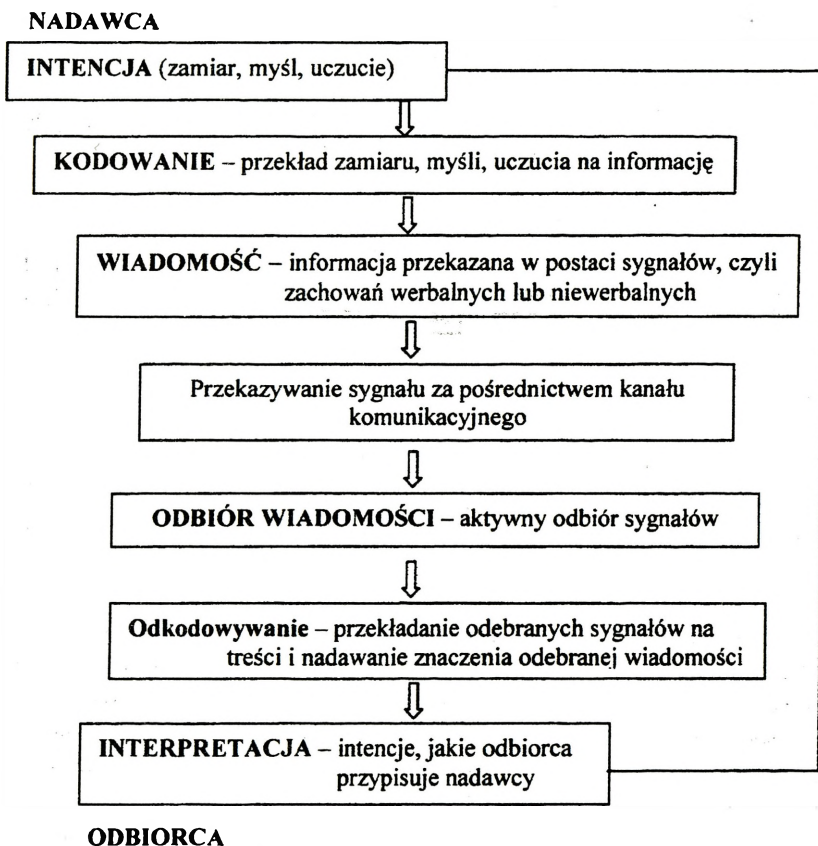 NADAWCA
INTENCJA (zamiar, myśl, uczucie)
KODOWANIE – przekład zamiaru, myśli, uczucia na informację
WIADOMOŚĆ – informacja przekazana w postaci sygnałów, czyli
zachowań werbalnych lub niewerbalnych
Przekazywanie sygnału za pośrednictwem kanału
komunikacyjnego
ODBIÓR WIADOMOŚCI – aktywny odbiór sygnałów
Odkodowywanie – przekładanie odebranych sygnałów na
treści i nadawanie znaczenia odebranej wiadomości
INTERPRETACJA – intencje, jakie odbiorca
przypisuje nadawcy
ODBIORCA